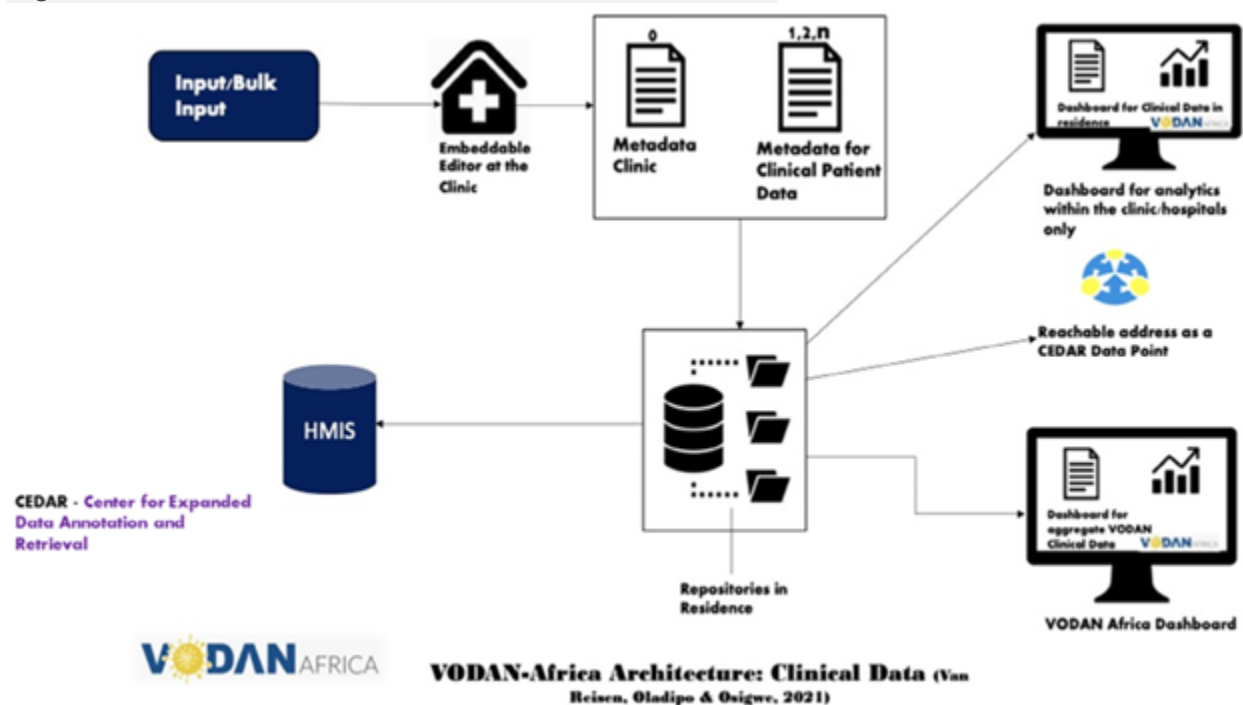 Input/Bulk
Input
Embeddable
Editor at the
Clinic
0
Metadata
Clinic
1,2,n
Metadata for
Clinical Patient
Data
Dashboard for Clinical Data in
residence
VODAN AFRICA
Dashboard for analytics
within the clinic/hospitals
only
Reachable address as a
CEDAR Data Point
HMIS
CEDAR - Center for Expanded
Data Annotation and
Retrieval
Repositories in
Residence
Dashboard for
aggregate VODAN
Clinical Data
VODAN AFRICA
VODAN Africa Dashboard
VODAN AFRICA
VODAN-Africa Architecture: Clinical Data (Van
Reisen, Oladipo & Osigwe, 2021)